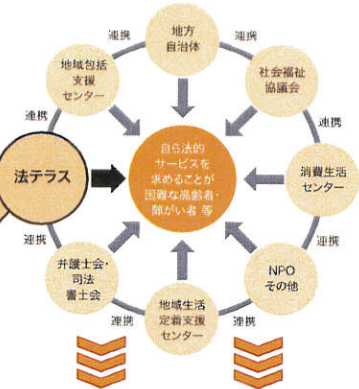 地方
自治体
連携
連携
地域包括
支援
センター
社会福祉
協議会
連携
連携
自ら法的
サービスを
求めることが
困難な高齢者・
障がい者 等
法テラス
消費生活
センター
連携
連携
弁護士会・
司法
書士会
NPO
その他
地域生活
定着支援
センター
連携
連携